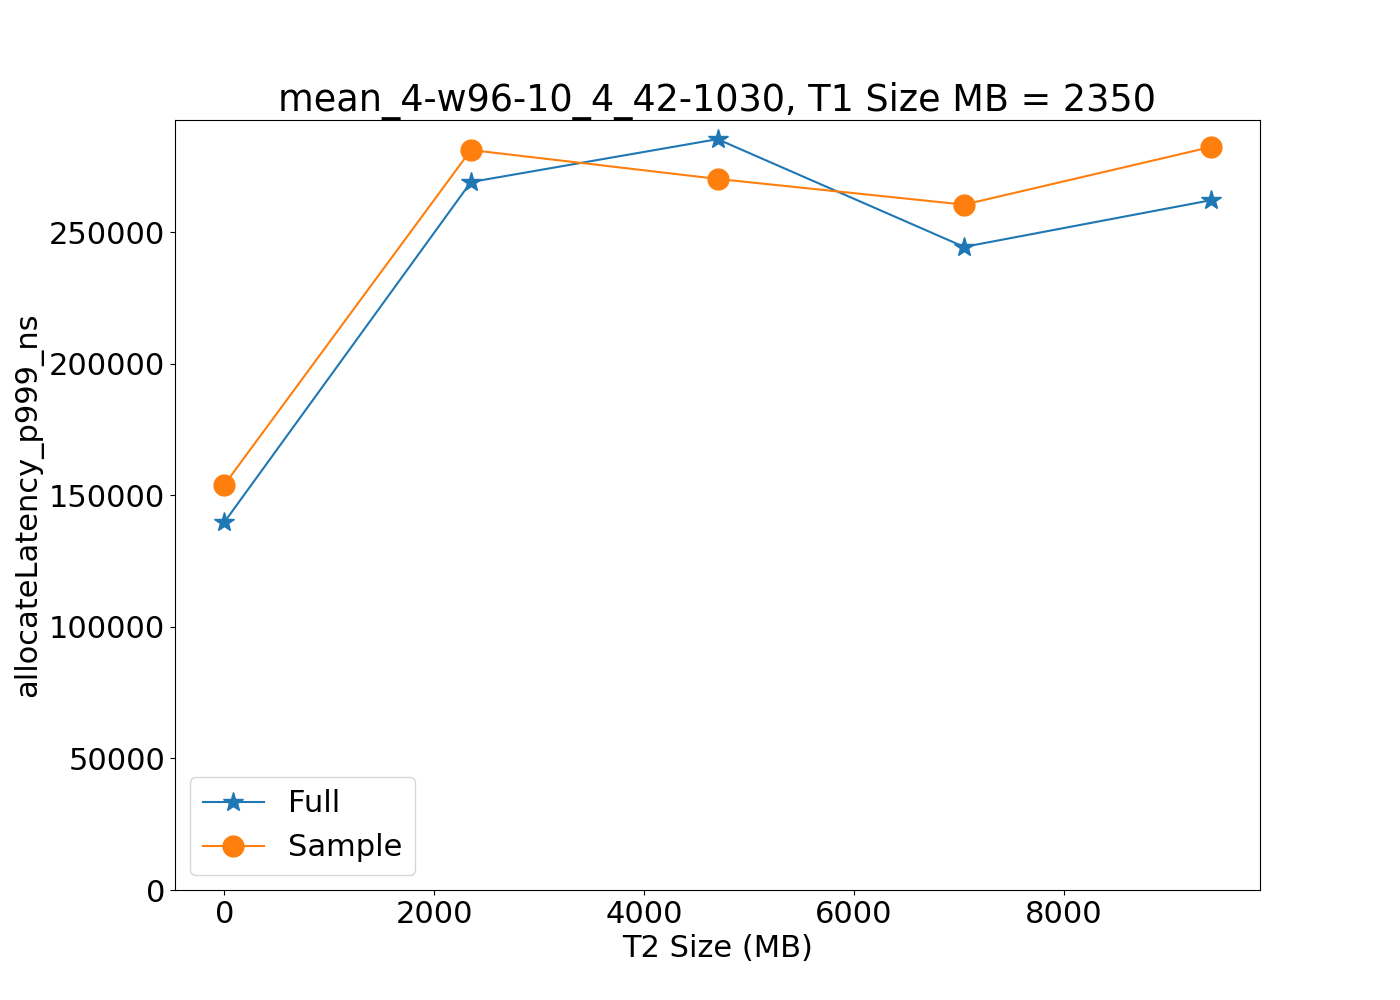 mean_4-w96-10_4_42-1030, T1 Size MB = 2350
allocateLatency_p999_ns
250000
200000
150000
100000
50000
0
Full
Sample
0 2000 4000 6000 8000
T2 Size (MB)